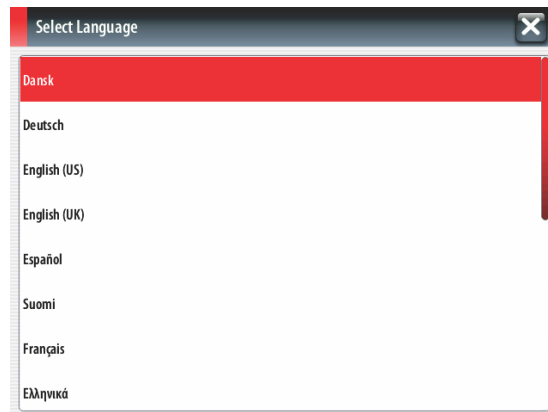 Select Language
Dansk
Deutsch
English (US)
English (UK)
Español
Suomi
Français
Ελληνικά